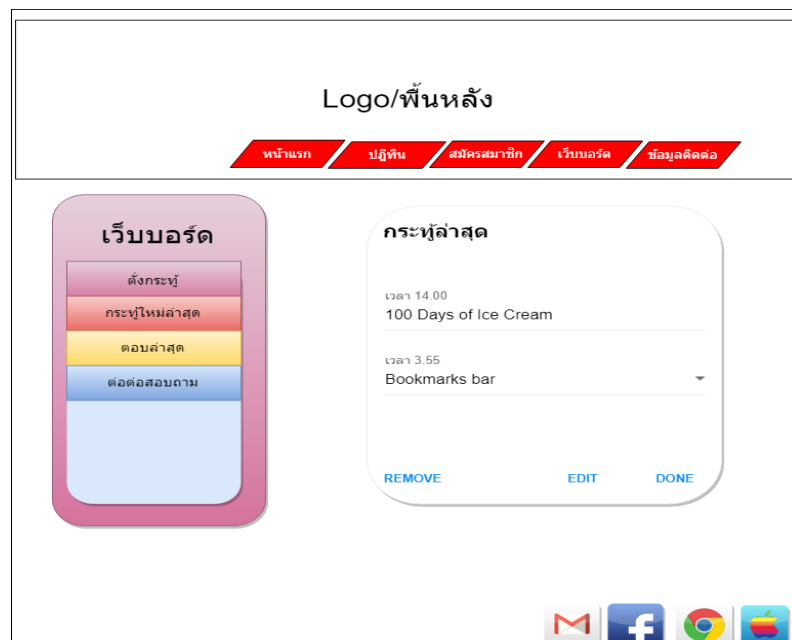 Logo/พื้นหลัง
หน้าแรก
ปฎิทิน
สมัครสมาชิก
เว็บบอร์ด
ข้อมูลติดต่อ
เว็บบอร์ด
ตั่งกระทู้
กระทู้ใหม่ล่าสุด
ตอบล่าสุด
ต่อต่อสอบถาม
กระทู้ล่าสุด
เวลา 14.00
100 Days of Ice Cream
เวลา 3.55
Bookmarks bar
REMOVE EDIT DONE